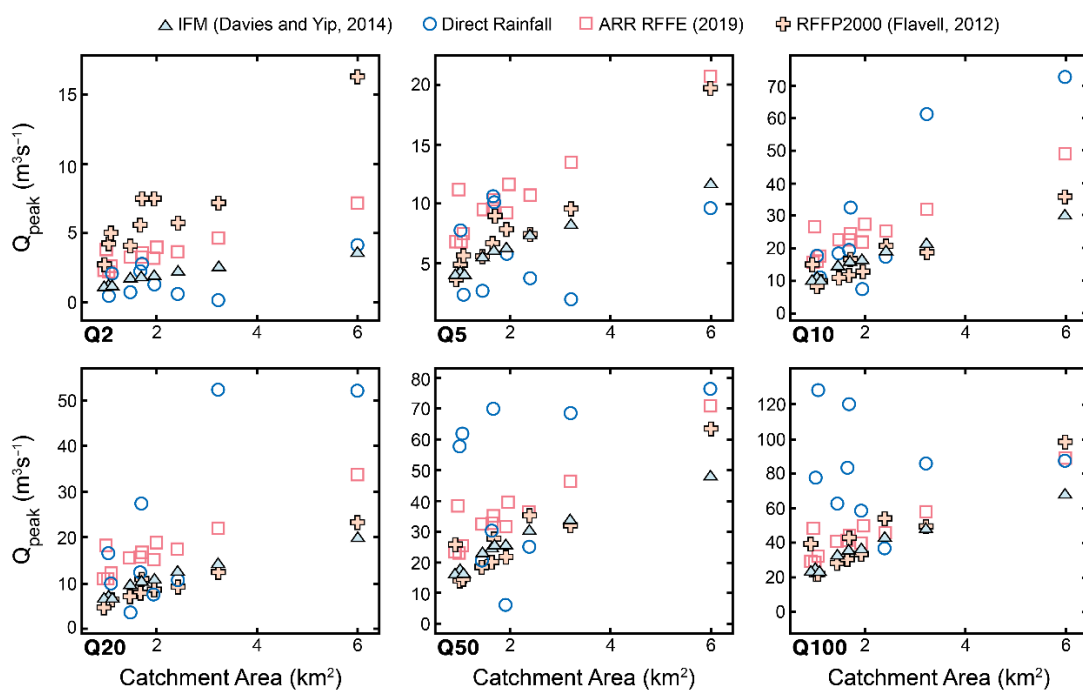 IFM (Davies and Yip, 2014) Direct Rainfall ARR RFFE (2019) RFFP2000 (Flavell, 2012)
Q_peak (m³s⁻¹)
15
10
5
0
2 4 6
Q2
20
15
10
5
2 4 6
Q5
70
60
50
40
30
20
10
0
2 4 6
Q10
Q_peak (m³s⁻¹)
50
40
30
20
10
0
2 4 6
Q20
Catchment Area (km²)
80
70
60
50
40
30
20
10
0
2 4 6
Q50
Catchment Area (km²)
120
100
80
60
40
20
0
2 4 6
Q100
Catchment Area (km²)